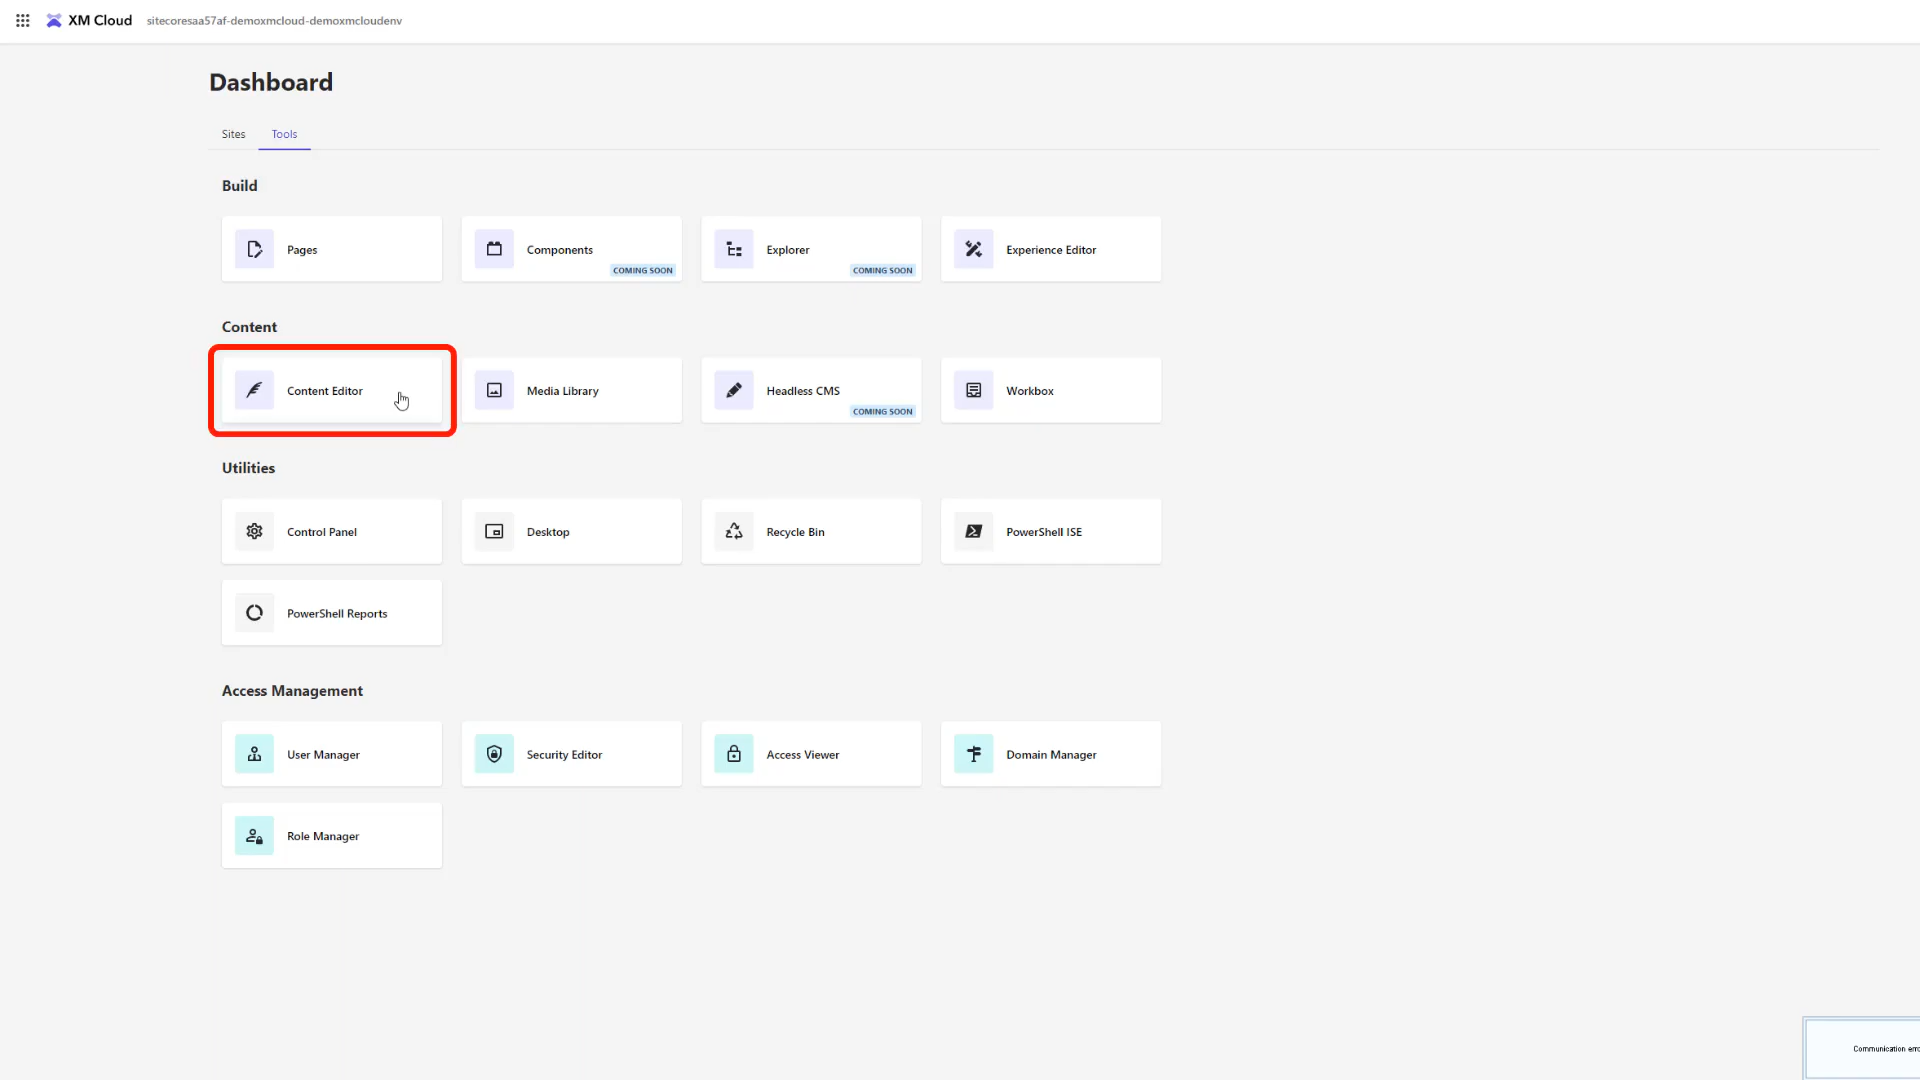 XM Cloud sitecoresaa57af-demoxmcloud-demoxmcloudenv
Dashboard
Sites Tools
Build
Pages
Components
COMING SOON
Explorer
COMING SOON
Experience Editor
Content
Content Editor
Media Library
Headless CMS
COMING SOON
Workbox
Utilities
Control Panel
Desktop
Recycle Bin
PowerShell ISE
PowerShell Reports
Access Management
User Manager
Security Editor
Access Viewer
Domain Manager
Role Manager
Communication